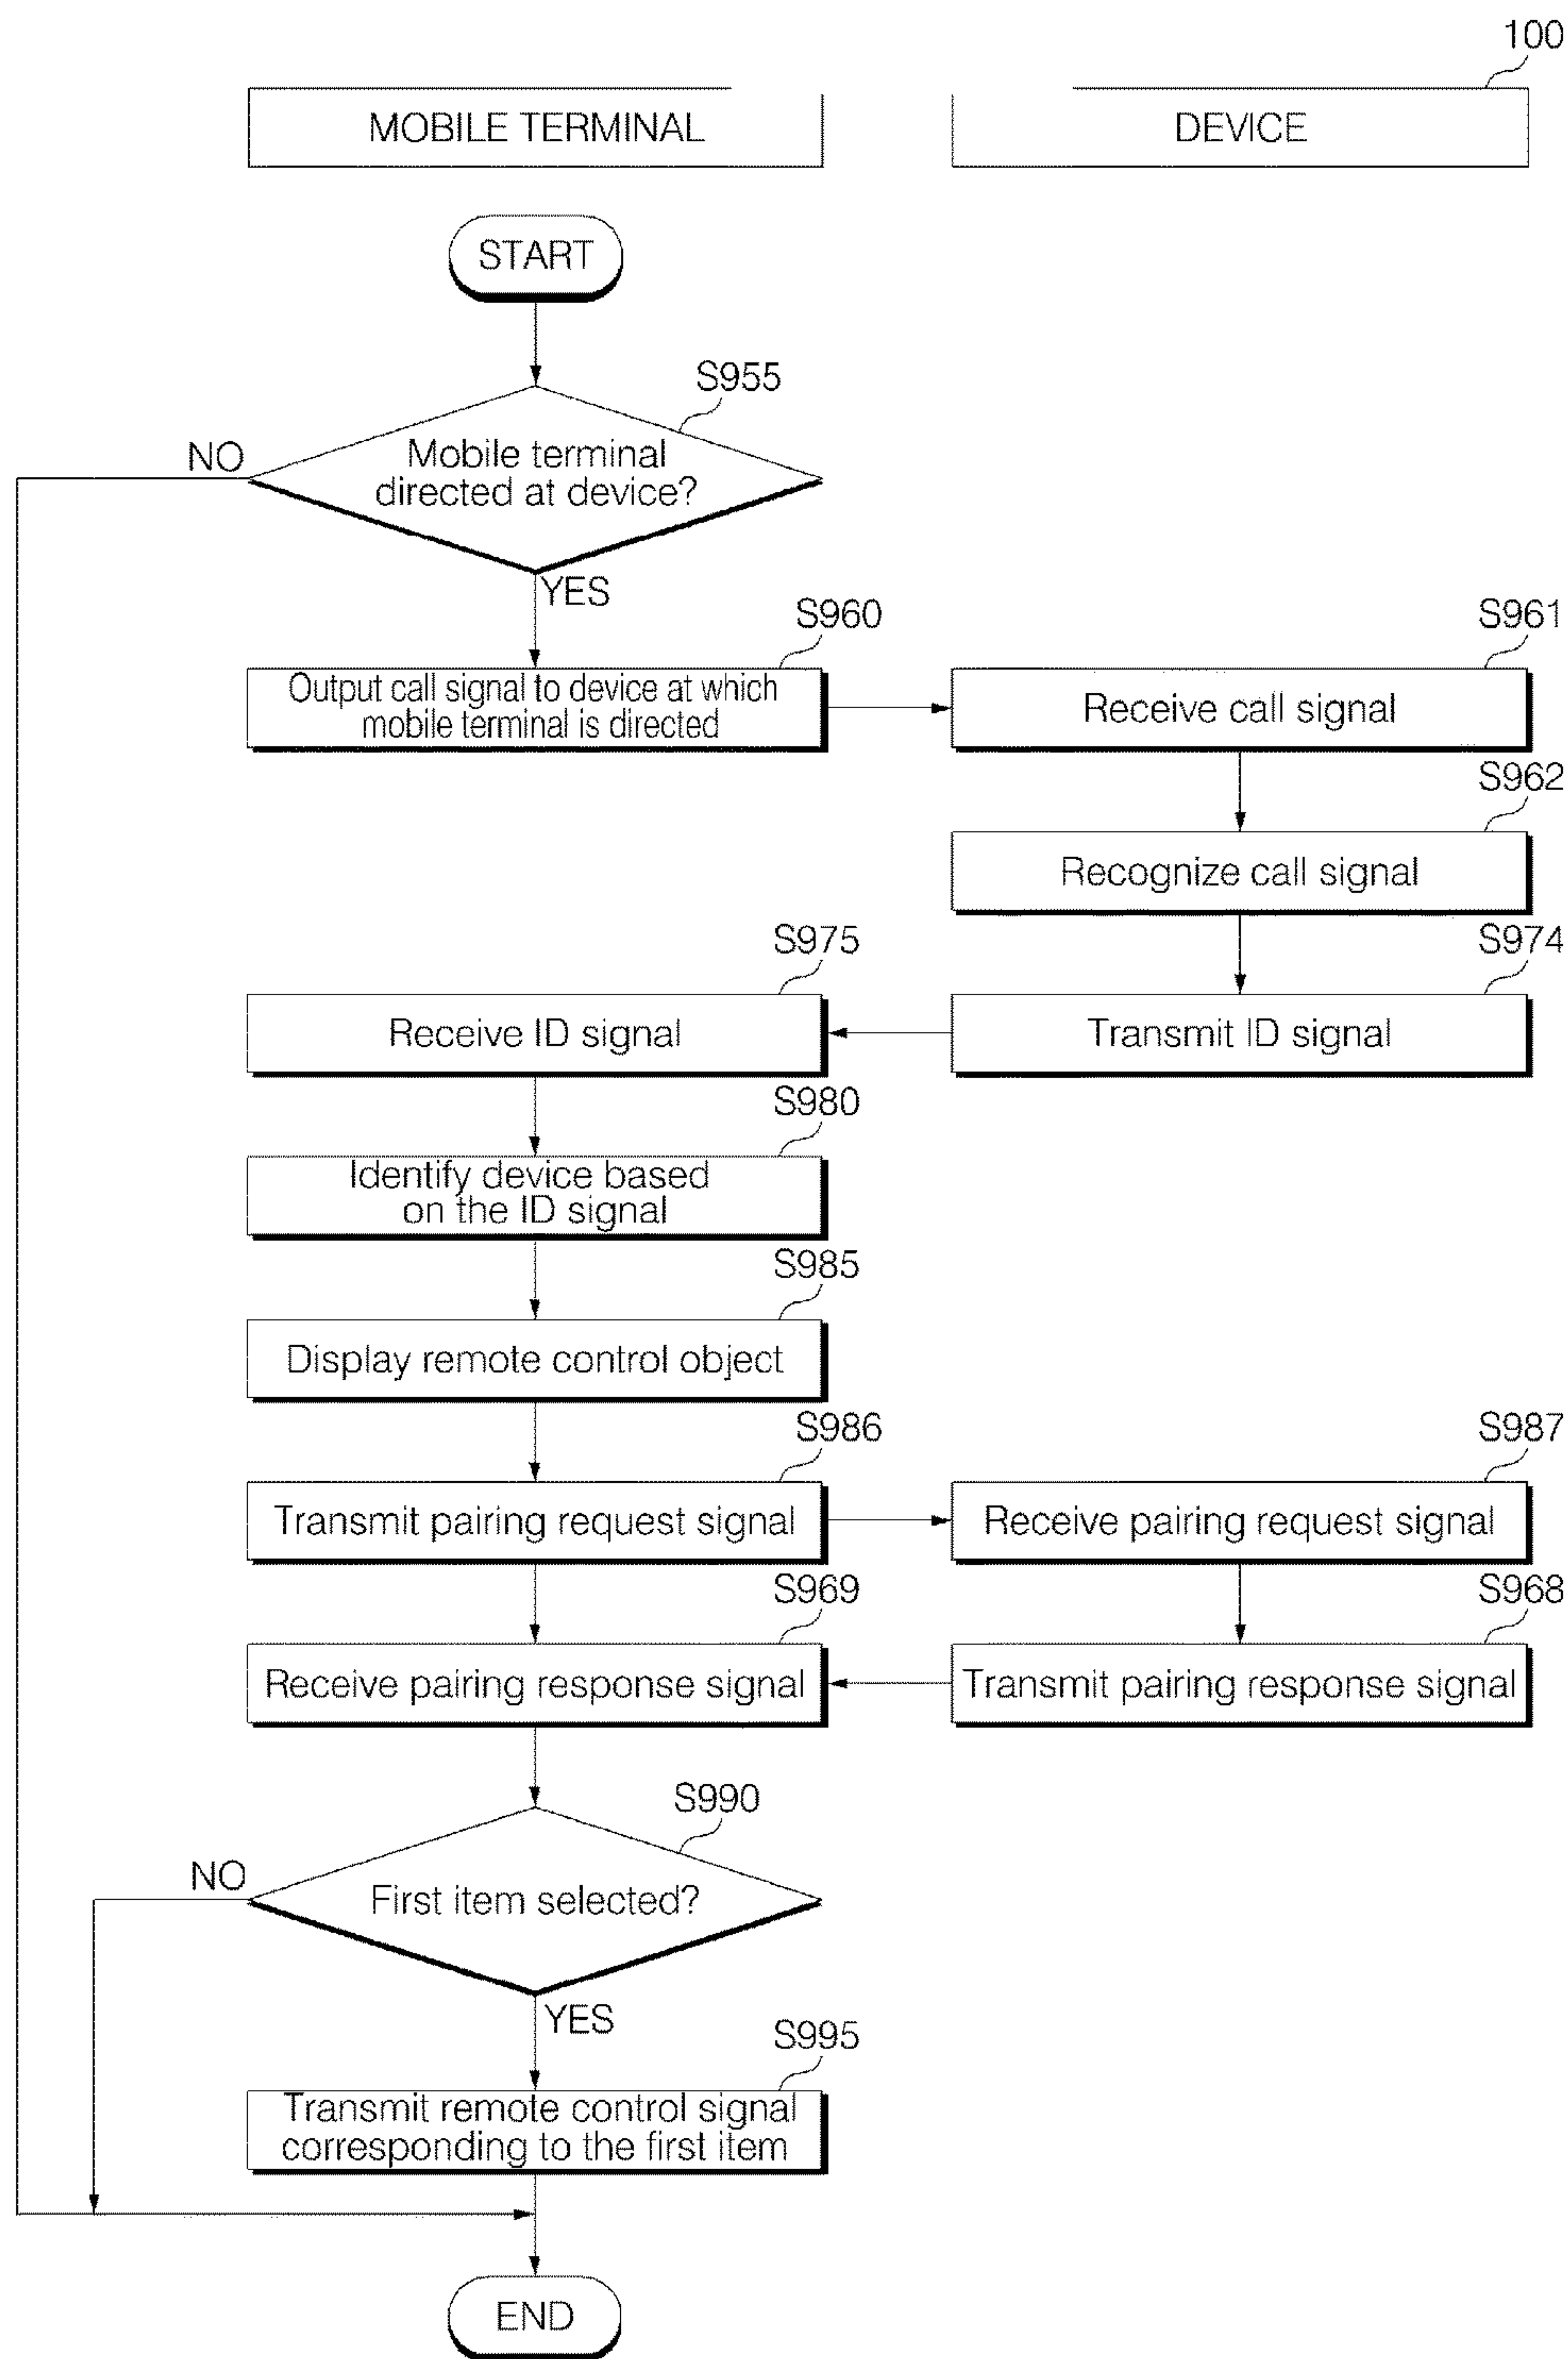 100
MOBILE TERMINAL
DEVICE
START
S955
NO
Mobile terminal
directed at device?
YES
S960
S961
Output call signal to device at which
mobile terminal is directed
Receive call signal
S962
Recognize call signal
S975
S974
Receive ID signal
Transmit ID signal
S980
Identify device based
on the ID signal
S985
Display remote control object
S986
S987
Transmit pairing request signal
Receive pairing request signal
S969
S968
Receive pairing response signal
Transmit pairing response signal
S990
NO
First item selected?
YES
S995
Transmit remote control signal
corresponding to the first item
END